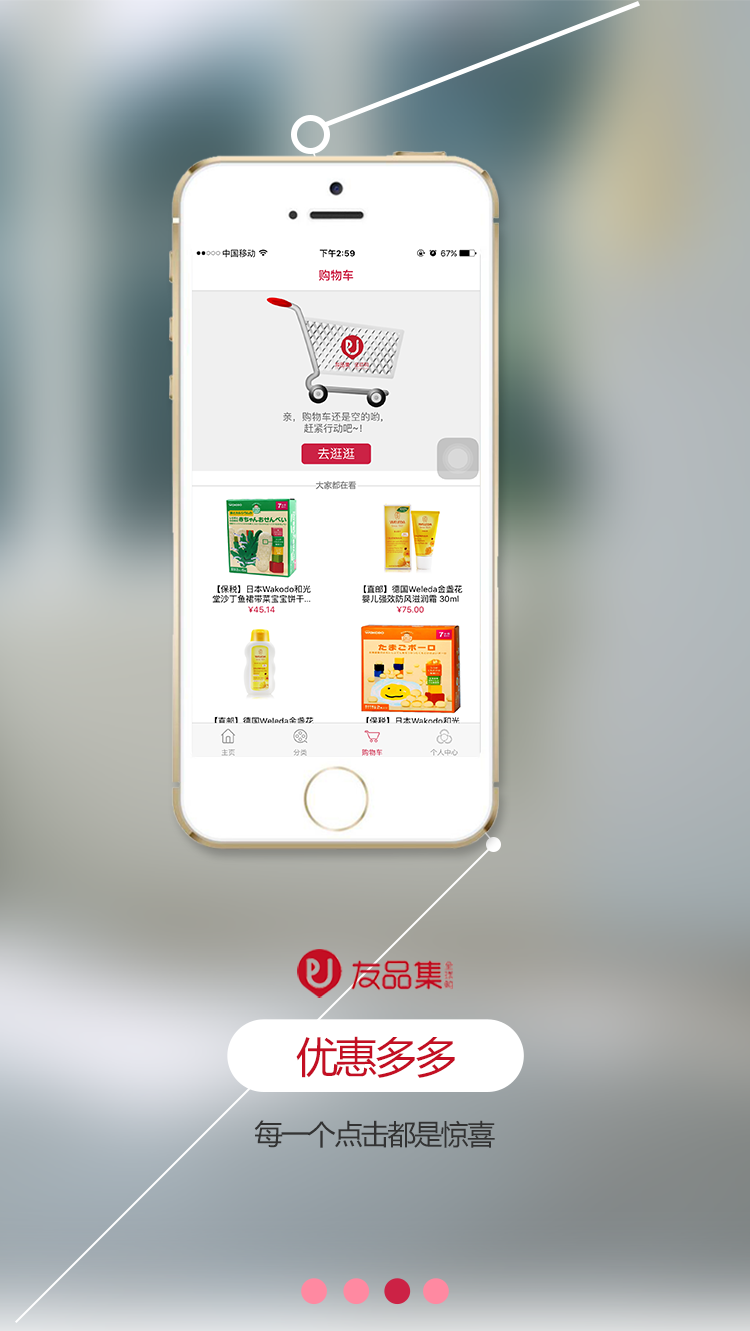 中国移动
下午2:59
67%
购物车
亲，购物车还是空的哟，
赶紧行动吧~!
去逛逛
大家都在看
【保税】日本Wakodo和光
堂沙丁鱼裙带菜宝宝饼干...
¥45.14
【直邮】德国Weleda金盏花
婴儿强效防风滋润霜 30ml
¥75.00
たまごボーロ
【直邮】德国Weleda金盏花
【保税】日本Wakodo和光
主页
分类
购物车
个人中心
友品集
优惠多多
每一个点击都是惊喜